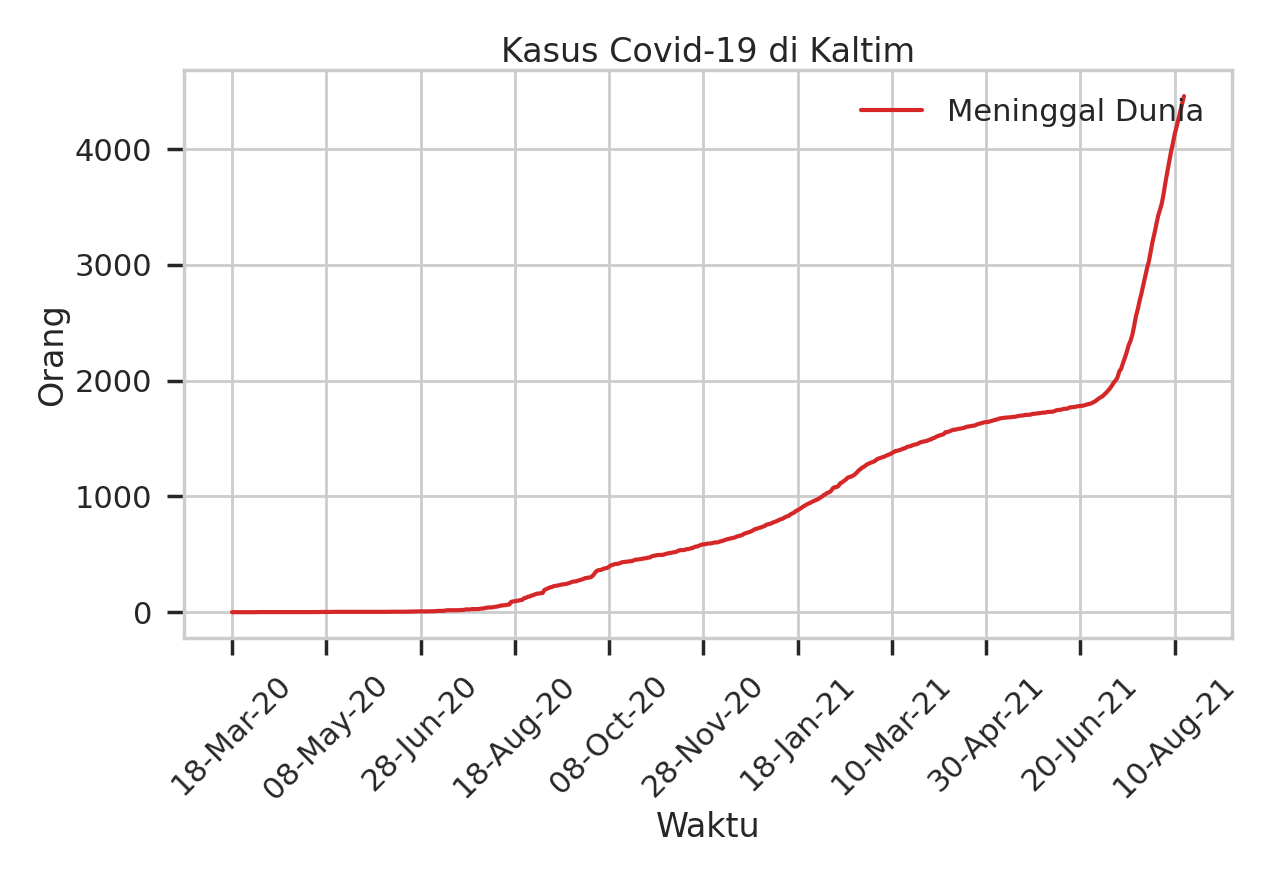 Kasus Covid-19 di Kaltim
Meninggal Dunia
Orang
4000
3000
2000
1000
0
18-Mar-20
08-May-20
28-Jun-20
18-Aug-20
08-Oct-20
28-Nov-20
18-Jan-21
10-Mar-21
30-Apr-21
20-Jun-21
10-Aug-21
Waktu